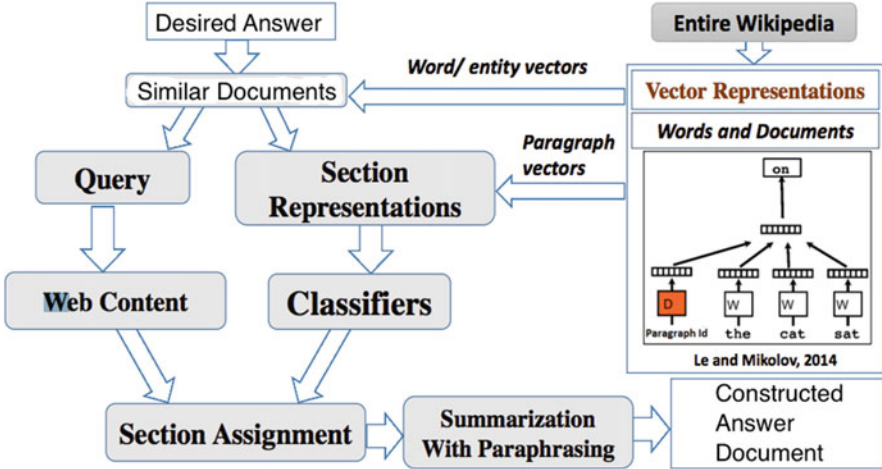 Desired Answer
Entire Wikipedia
Word/ entity vectors
Similar Documents
Vector Representations
Words and Documents
Paragraph
vectors
on
Query
Section
Representations
Web Content
Classifiers
D
W
W
W
Paragraph Id
the
cat
sat
Le and Mikolov, 2014
Section Assignment
Summarization
With Paraphrasing
Constructed
Answer
Document